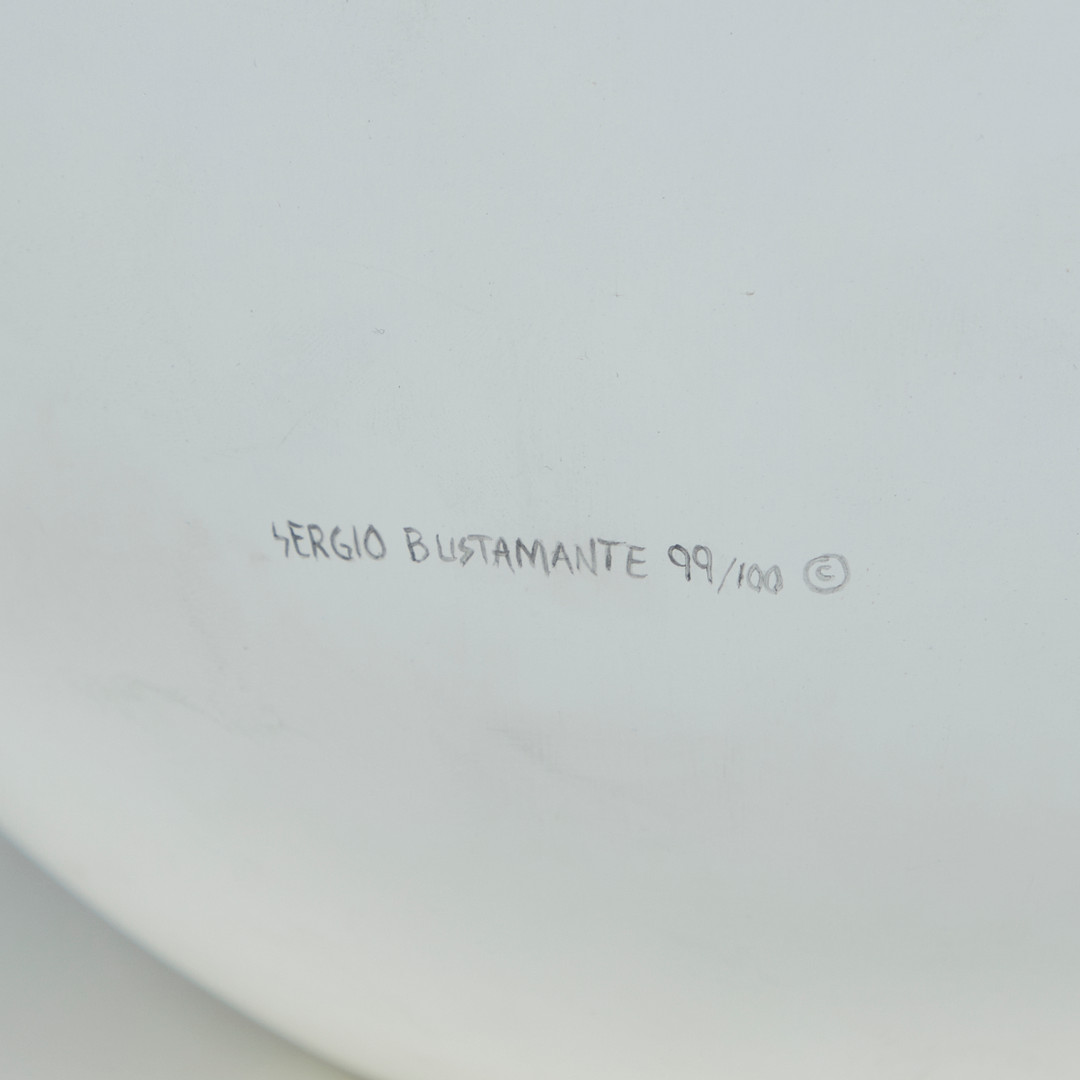 SERGIO BUSTAMANTE 99/100 ©